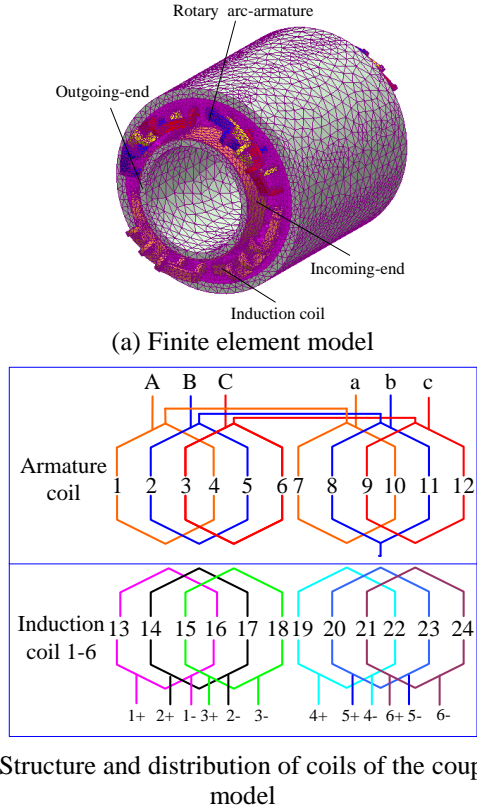 Rotary arc-armature
Outgoing-end
Incoming-end
Induction coil
(a) Finite element model
A B C a b c
Armature
coil
1 2 3 4 5 6 7 8 9 10 11 12
Induction
coil 1-6
13 14 15 16 17 18 19 20 21 22 23 24
1+ 2+ 1- 3+ 2- 3- 4+ 5+ 4- 6+ 5- 6-
Structure and distribution of coils of the coup
model